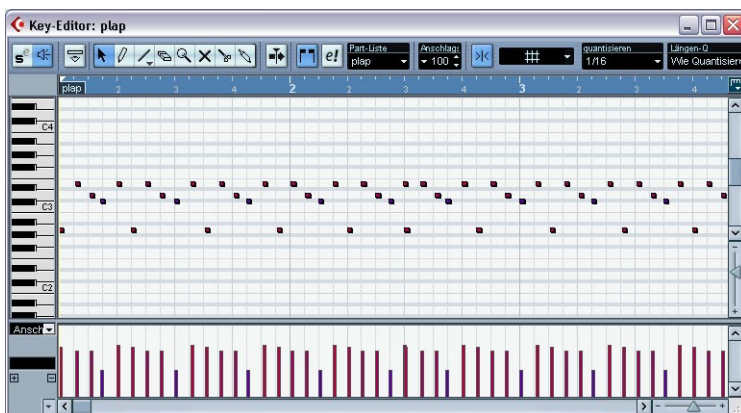 Key-Editor: plap
Part-Liste
plap
Anschlag:
100
quantisieren
1/16
Längen-Q
Wie Quantisier
plap 2 3 4 2 2 3 4 3 2 3 4
C4
C3
C2
Ansch